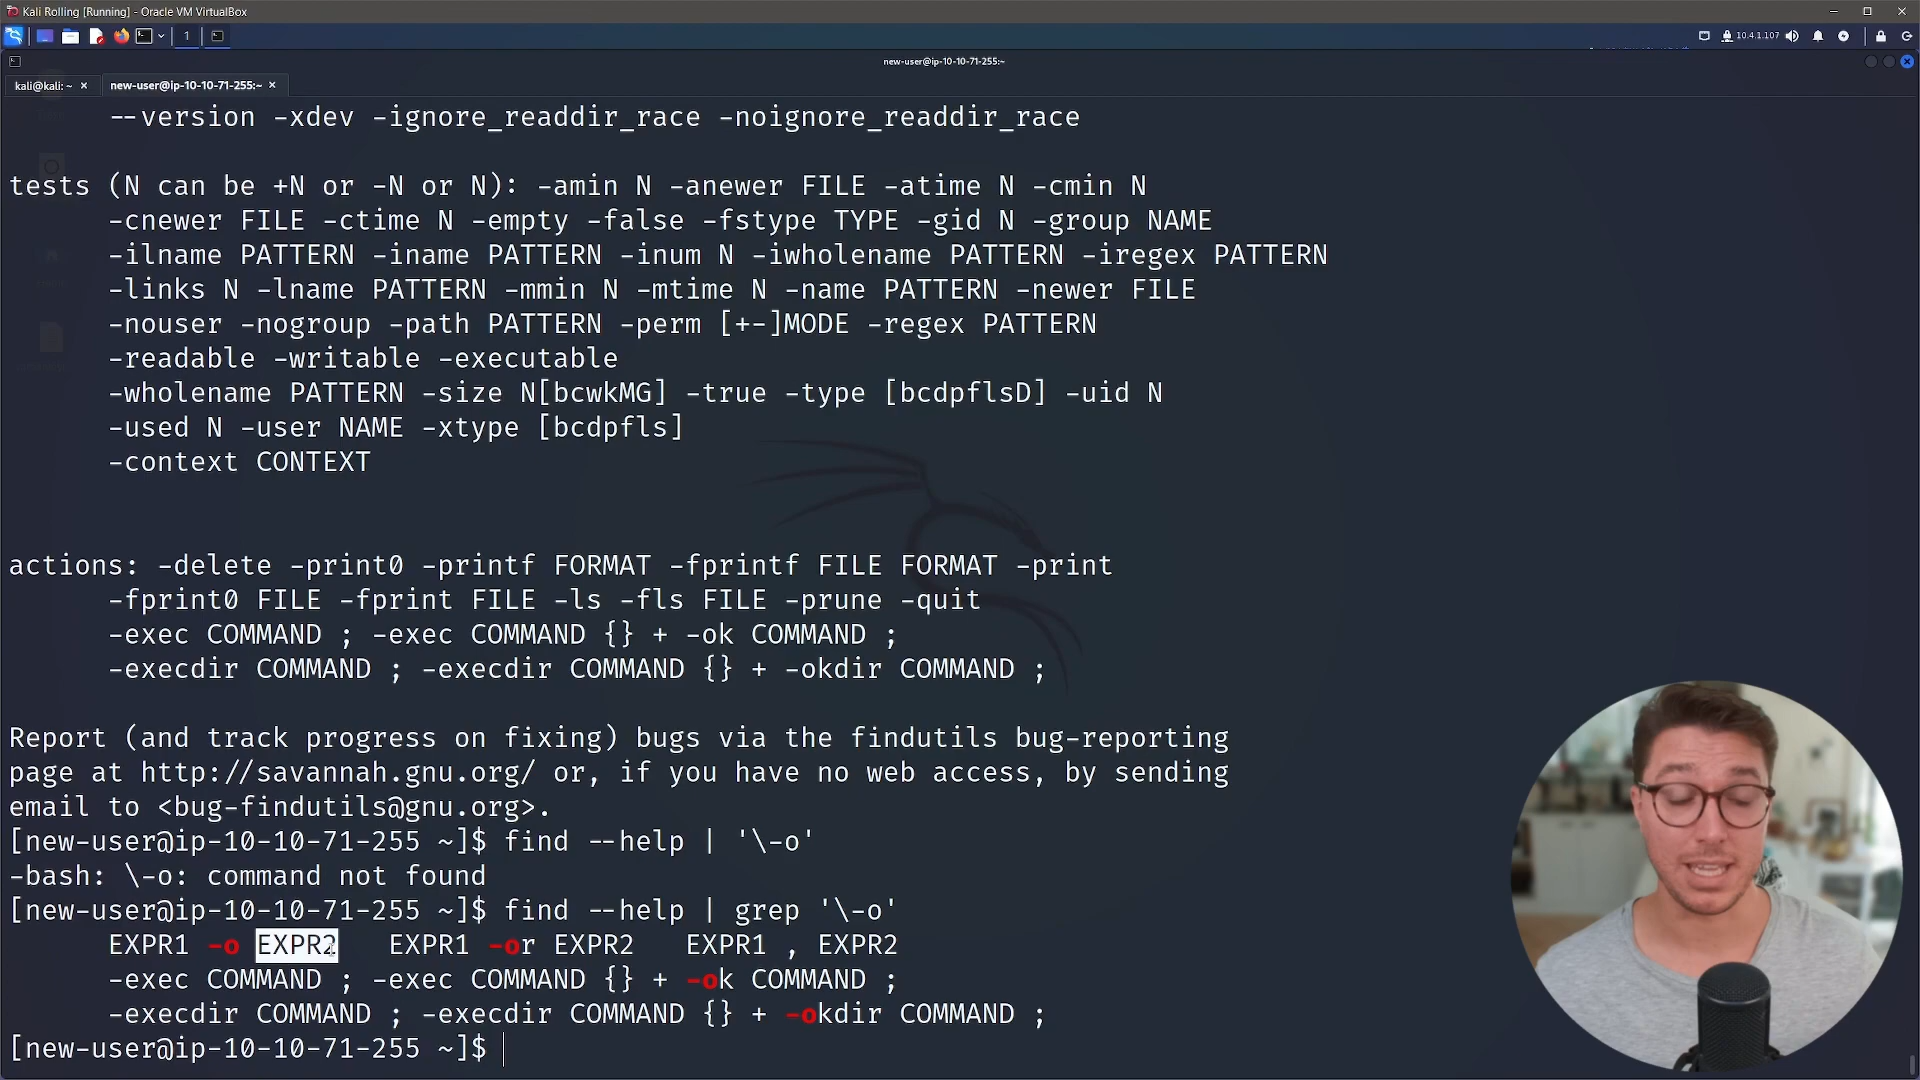 Kali Rolling [Running] - Oracle VM VirtualBox
1
10.4.1.107
new-user@ip-10-10-71-255:~
kali@kali: ~ ×
new-user@ip-10-10-71-255:~ ×
--version -xdev -ignore_readdir_race -noignore_readdir_race
tests (N can be +N or -N or N): -amin N -anewer FILE -atime N -cmin N
-cnewer FILE -ctime N -empty -false -fstype TYPE -gid N -group NAME
-ilname PATTERN -iname PATTERN -inum N -iwholename PATTERN -iregex PATTERN
-links N -lname PATTERN -mmin N -mtime N -name PATTERN -newer FILE
-nouser -nogroup -path PATTERN -perm [+-]MODE -regex PATTERN
-readable -writable -executable
-wholename PATTERN -size N[bcwkMG] -true -type [bcdpflsD] -uid N
-used N -user NAME -xtype [bcdpfls]
-context CONTEXT
actions: -delete -print0 -printf FORMAT -fprintf FILE FORMAT -print
-fprint0 FILE -fprint FILE -ls -fls FILE -prune -quit
-exec COMMAND ; -exec COMMAND {} + -ok COMMAND ;
-execdir COMMAND ; -execdir COMMAND {} + -okdir COMMAND ;
Report (and track progress on fixing) bugs via the findutils bug-reporting
page at http://savannah.gnu.org/ or, if you have no web access, by sending
email to <bug-findutils@gnu.org>.
[new-user@ip-10-10-71-255 ~]$ find --help | '\-o'
-bash: \-o: command not found
[new-user@ip-10-10-71-255 ~]$ find --help | grep '\-o'
EXPR1 -o EXPR2   EXPR1 -or EXPR2   EXPR1 , EXPR2
-exec COMMAND ; -exec COMMAND {} + -ok COMMAND ;
-execdir COMMAND ; -execdir COMMAND {} + -okdir COMMAND ;
[new-user@ip-10-10-71-255 ~]$